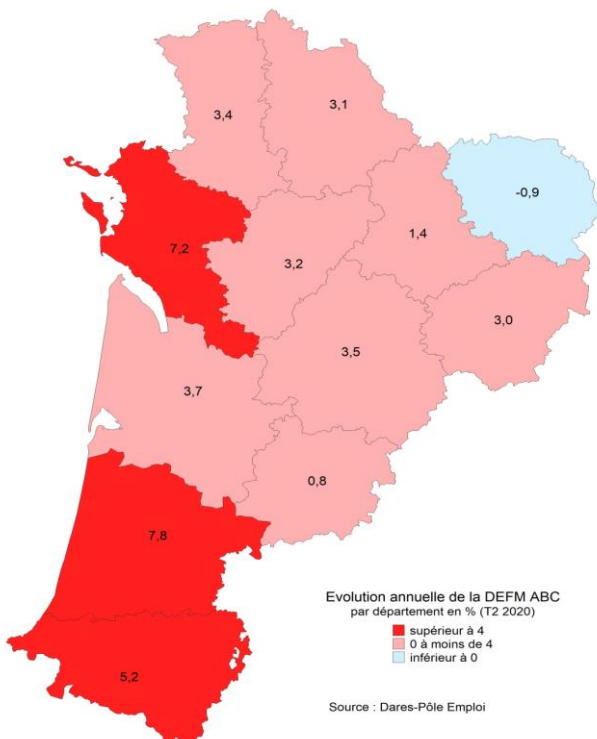 3,1
3,4
-0,9
1,4
7,2
3,2
3,0
3,5
3,7
0,8
7,8
5,2
Evolution annuelle de la DEFM ABC
par département en % (T2 2020)
supérieur à 4
0 à moins de 4
inférieur à 0
Source : Dares-Pôle Emploi